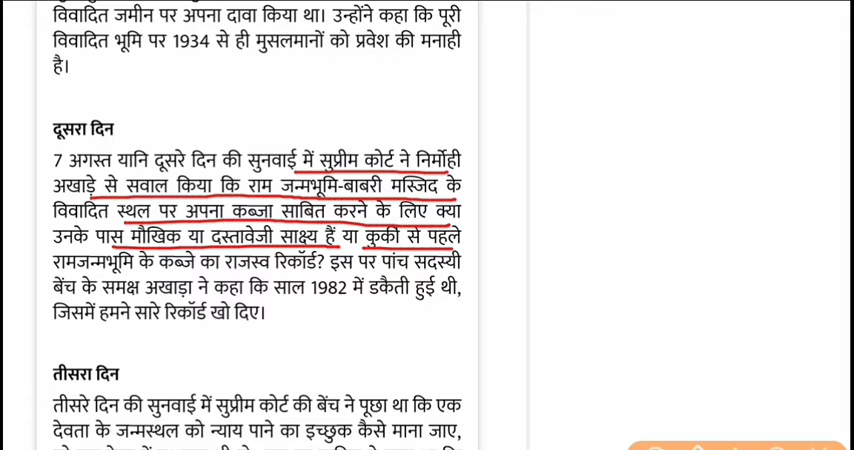 विवादित जमीन पर अपना दावा किया था। उन्होंने कहा कि पूरी
विवादित भूमि पर 1934 से ही मुसलमानों को प्रवेश की मनाही
है।
दूसरा दिन
7 अगस्त यानि दूसरे दिन की सुनवाई में सुप्रीम कोर्ट ने निर्मोही
अखाड़े से सवाल किया कि राम जन्मभूमि-बाबरी मस्जिद के
विवादित स्थल पर अपना कब्जा साबित करने के लिए क्या
उनके पास मौखिक या दस्तावेजी साक्ष्य हैं या कुर्की से पहले
रामजन्मभूमि के कब्जे का राजस्व रिकॉर्ड? इस पर पांच सदस्यी
बेंच के समक्ष अखाड़ा ने कहा कि साल 1982 में डकैती हुई थी,
जिसमें हमने सारे रिकॉर्ड खो दिए।
तीसरा दिन
तीसरे दिन की सुनवाई में सुप्रीम कोर्ट की बेंच ने पूछा था कि एक
देवता के जन्मस्थल को न्याय पाने का इच्छुक कैसे माना जाए,